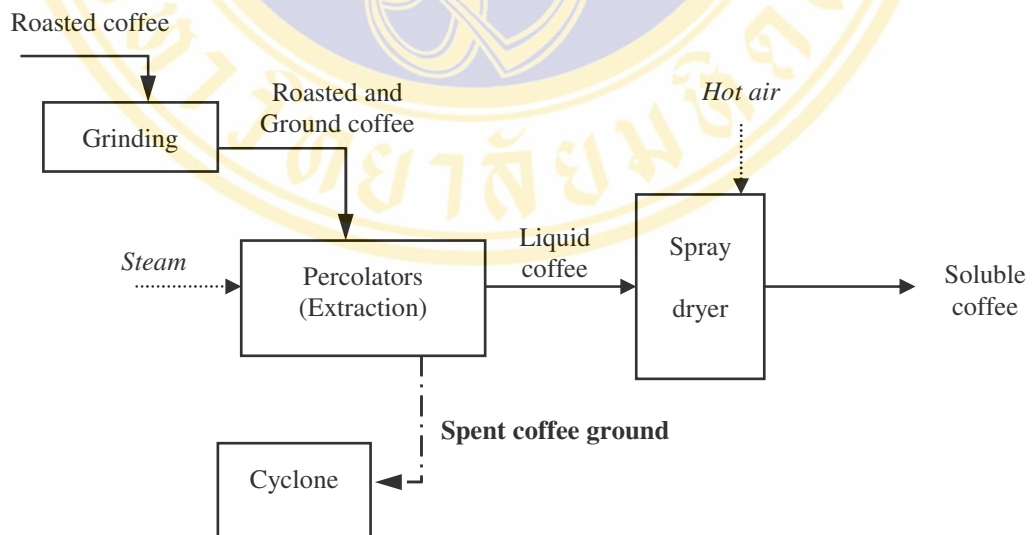 Roasted coffee
Grinding
Roasted and
Ground coffee
Hot air
Steam
Percolators
(Extraction)
Liquid
coffee
Spray
dryer
Soluble
coffee
Spent coffee ground
Cyclone